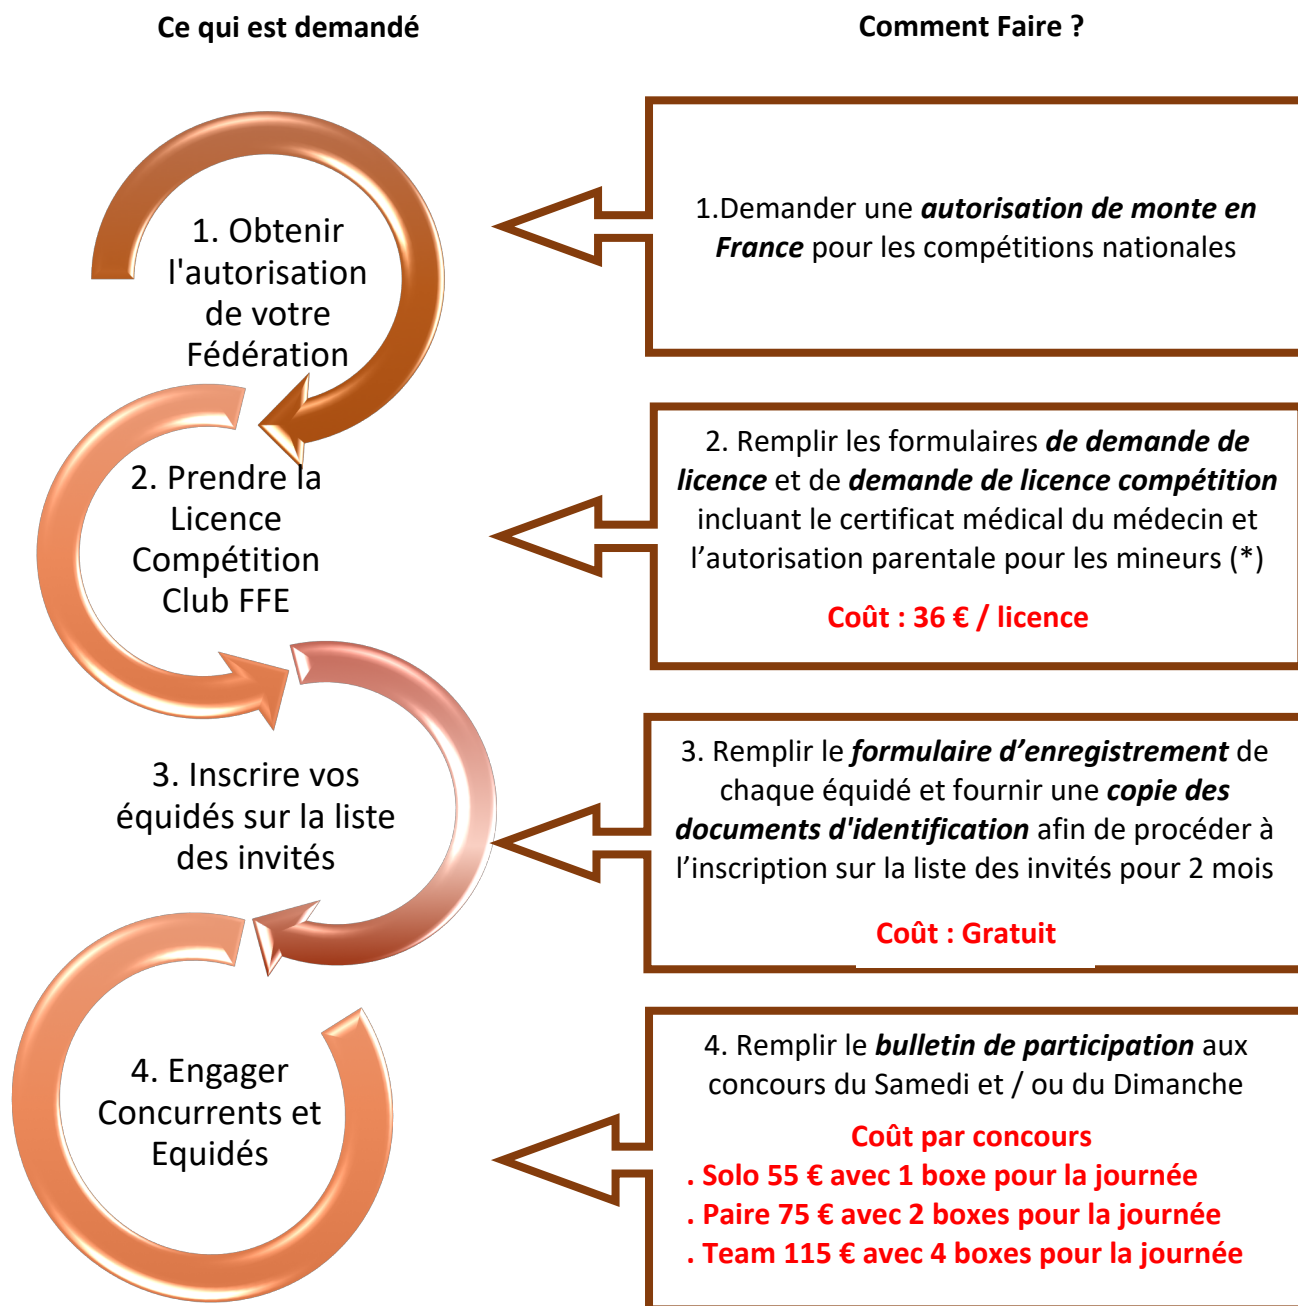 Ce qui est demandé
Comment Faire ?
1. Obtenir
l'autorisation
de votre
Fédération
1.Demander une autorisation de monte en
France pour les compétitions nationales
2. Prendre la
Licence
Compétition
Club FFE
2. Remplir les formulaires de demande de
licence et de demande de licence compétition
incluant le certificat médical du médecin et
l’autorisation parentale pour les mineurs (*)
Coût : 36 € / licence
3. Inscrire vos
équidés sur la liste
des invités
3. Remplir le formulaire d’enregistrement de
chaque équidé et fournir une copie des
documents d'identification afin de procéder à
l’inscription sur la liste des invités pour 2 mois
Coût : Gratuit
4. Engager
Concurrents et
Equidés
4. Remplir le bulletin de participation aux
concours du Samedi et / ou du Dimanche
Coût par concours
. Solo 55 € avec 1 boxe pour la journée
. Paire 75 € avec 2 boxes pour la journée
. Team 115 € avec 4 boxes pour la journée